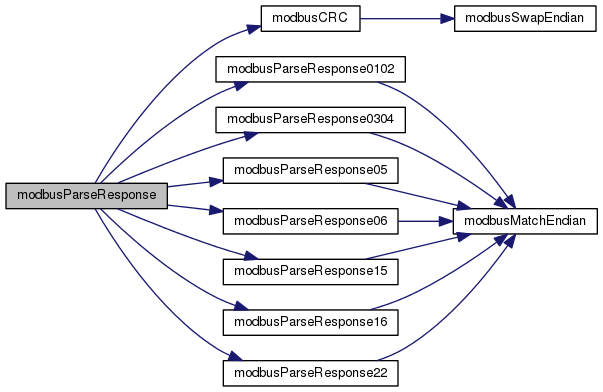 modbusCRC
modbusSwapEndian
modbusParseResponse0102
modbusParseResponse0304
modbusParseResponse05
modbusParseResponse
modbusParseResponse06
modbusMatchEndian
modbusParseResponse15
modbusParseResponse16
modbusParseResponse22